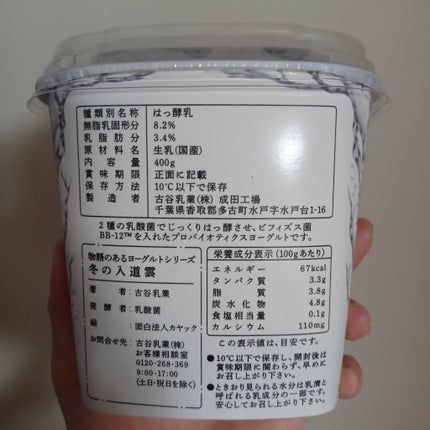 種類別名称 はっ酵乳
無脂乳固形分 8.2%
乳脂肪分 3.4%
原材料名 生乳(国産)
内容量 400g
賞味期限 正面に記載
保存方法 10℃以下で保存
製造者 古谷乳業(株) 成田工場
千葉県香取郡多古町水戸字水戸台1-16
2種の乳酸菌でじっくりはっ酵させ、ビフィズス菌
BB-12™を入れたプロバイオティクスヨーグルトです。
物語のあるヨーグルトシリーズ
冬の入道雲
著:古谷乳業
発酵者:乳酸菌
絵:面白法人カヤック
お問合せ先:古谷乳業(株)
お客様相談室
0120-268-369
9:00-17:00
(土・日・祝日を除く)
栄養成分表示(100gあたり)
エネルギー 67kcal
タンパク質 3.3g
脂質 3.8g
炭水化物 4.8g
食塩相当量 0.1g
カルシウム 110mg
この表示値は、目安です。
●10℃以下で保存し、開封後は
賞味期限に関わらず、早めに
お召し上がり下さい。
●ときおり見られる水分は乳清と
呼ばれる乳成分の一部です。
安心してお召し上がり下さい。